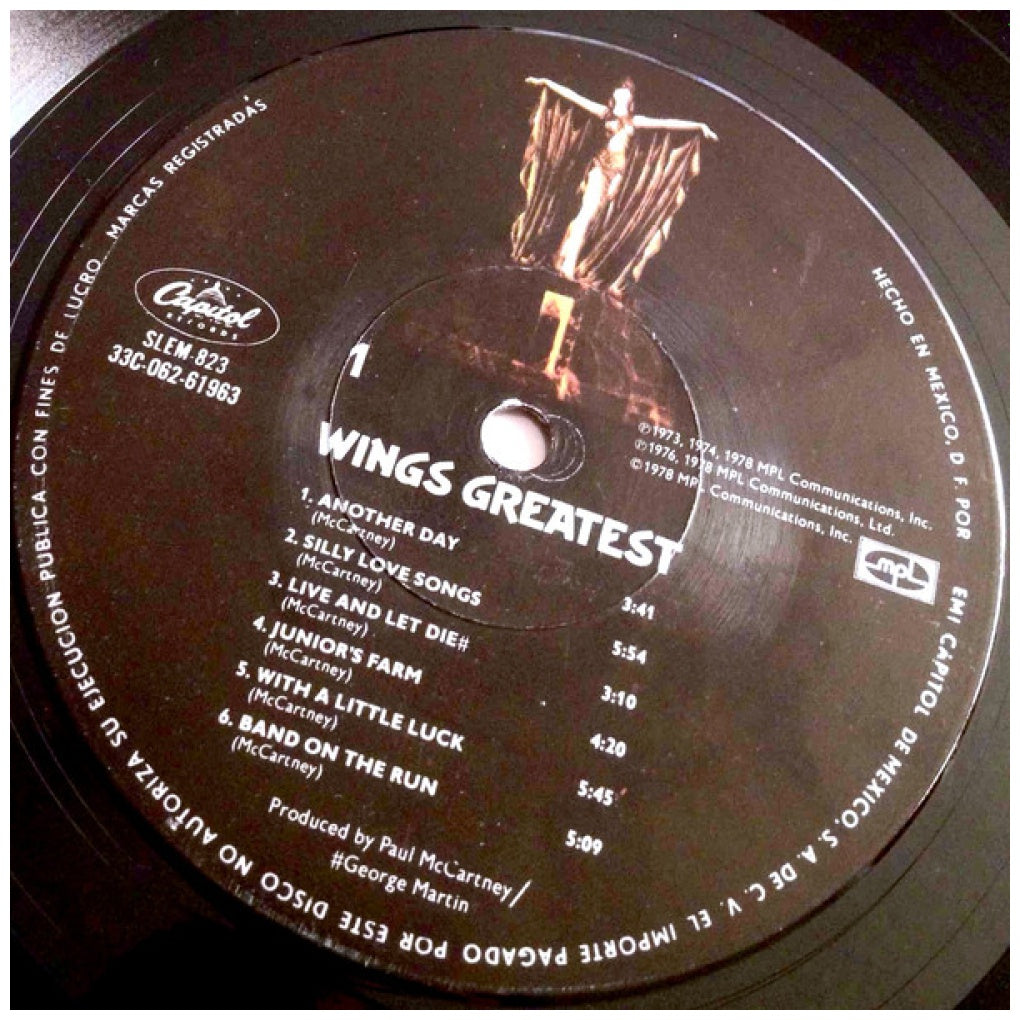 Capitol
RECORDS
SLEM-823
33C-062-61963
1
WINGS GREATEST
℗1973, 1974, 1978 MPL Communications, Inc.
℗1976, 1978 MPL Communications, Ltd.
©1978 MPL Communications, Inc.
mpl
1. ANOTHER DAY 3:41
(McCartney)
2. SILLY LOVE SONGS 5:54
(McCartney)
3. LIVE AND LET DIE# 3:10
(McCartney)
4. JUNIOR'S FARM 4:20
(McCartney)
5. WITH A LITTLE LUCK 5:45
(McCartney)
6. BAND ON THE RUN 5:09
(McCartney)
Produced by Paul McCartney/
#George Martin
HECHO EN MEXICO, D F. POR EMI CAPITOL DE MEXICO, S. A. DE C. V. EL IMPORTE PAGADO POR ESTE DISCO NO AUTORIZA SU EJECUCION PUBLICA CON FINES DE LUCRO. MARCAS REGISTRADAS